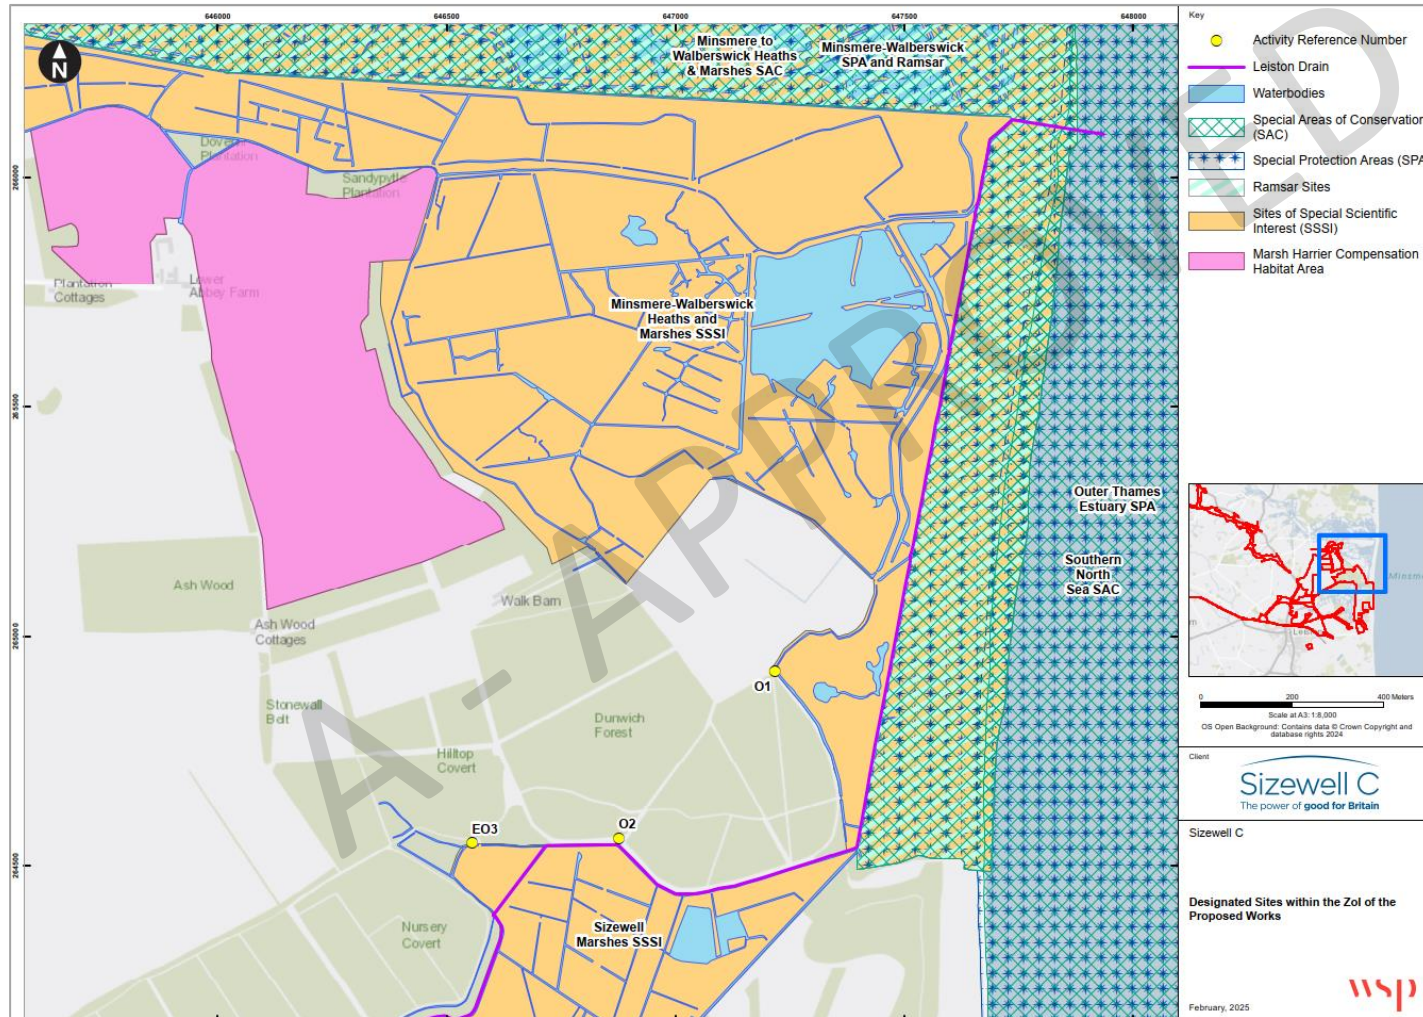 646000
646500
647000
647500
648000
266000
265500
265000
264500
N
Minsmere to
Walberswick Heaths
& Marshes SAC
Minsmere-Walberswick
SPA and Ramsar
Dovehi
Plantation
Sandypytle
Plantation
Plantation
Cottages
Lower
Abbey Farm
Minsmere-Walberswick
Heaths and
Marshes SSSI
Outer Thames
Estuary SPA
Southern
North
Sea SAC
Ash Wood
Walk Barn
Ash Wood
Cottages
O1
Stonewall
Belt
Dunwich
Forest
Hilltop
Covert
EO3
O2
Nursery
Covert
Sizewell
Marshes SSSI
A - APPROVED
Key
Activity Reference Number
Leiston Drain
Waterbodies
Special Areas of Conservation
(SAC)
Special Protection Areas (SPA
Ramsar Sites
Sites of Special Scientific
Interest (SSSI)
Marsh Harrier Compensation
Habitat Area
Minsm
0 200 400 Meters
Scale at A3: 1:8,000
OS Open Background: Contains data © Crown Copyright and
database rights 2024
Client
Sizewell C
The power of good for Britain
Sizewell C
Designated Sites within the ZoI of the
Proposed Works
February, 2025
wsp